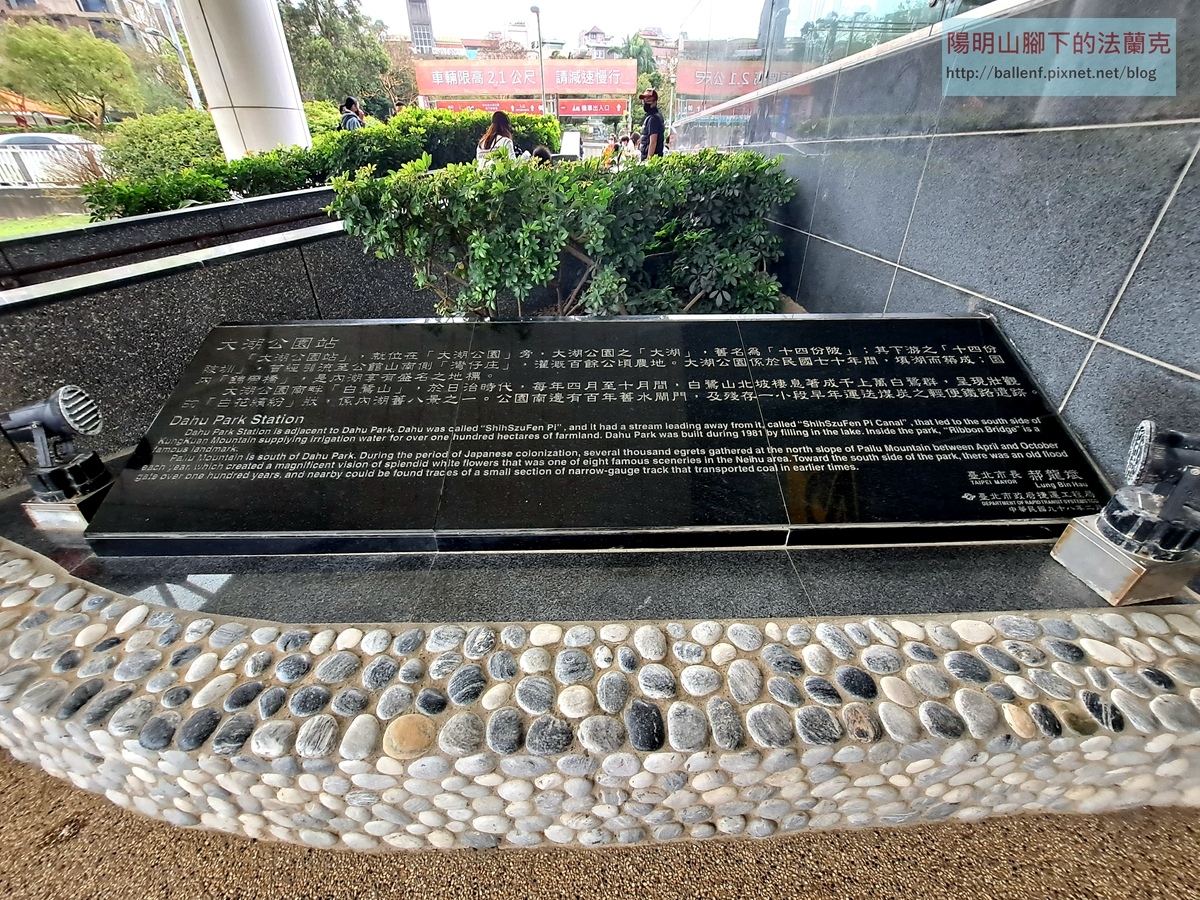 陽明山腳下的法蘭克
http://ballenf.pixnet.net/blog
車輛限高2.1公尺 請減速慢行
大湖公園站
「大湖公園站」，就位在「大湖公園」旁，大湖公園之「大湖」，舊名為「十四份陂」；其下游之「十四份
陂圳」，曾經引流至公館山南側「灣仔庄」，灌溉百餘公頃農地。大湖公園係於民國七十年間，填湖而築成；園
內「錦帶橋」，是內湖享有盛名之地標。
大湖公園南畔「白鷺山」，於日治時代，每年四月至十月間，白鷺山北坡棲息著成千上萬白鷺群，呈現壯觀
的「白花繽紛」狀，係內湖舊八景之一。公園南邊有百年舊水閘門，及殘存一小段早年運送煤炭之輕便鐵路遺跡。
Dahu Park Station
Dahu Park Station is adjacent to Dahu Park. Dahu was called "ShihSzuFen Pi", and it had a stream leading away from it, called "ShihSzuFen Pi Canal", that led to the south side of
KungKuan Mountain supplying irrigation water for over one hundred hectares of farmland. Dahu Park was built during 1981 by filling in the lake. Inside the park, "Ribbon Bridge" is a
famous landmark.
Pailu Mountain is south of Dahu Park. During the period of Japanese colonization, several thousand egrets gathered at the north slope of Pailu Mountain between April and October
each year, which created a magnificent vision of splendid white flowers that was one of eight famous sceneries in the Neihu area. Toward the south side of the park, there was an old flood
gate over one hundred years, and nearby could be found traces of a small section of narrow-gauge track that transported coal in earlier times.
臺北市長 郝龍斌
TAIPEI MAYOR Lung Bin Hau
臺北市政府捷運工程局
DEPARTMENT OF RAPID TRANSIT SYSTEMS
中華民國九十八年